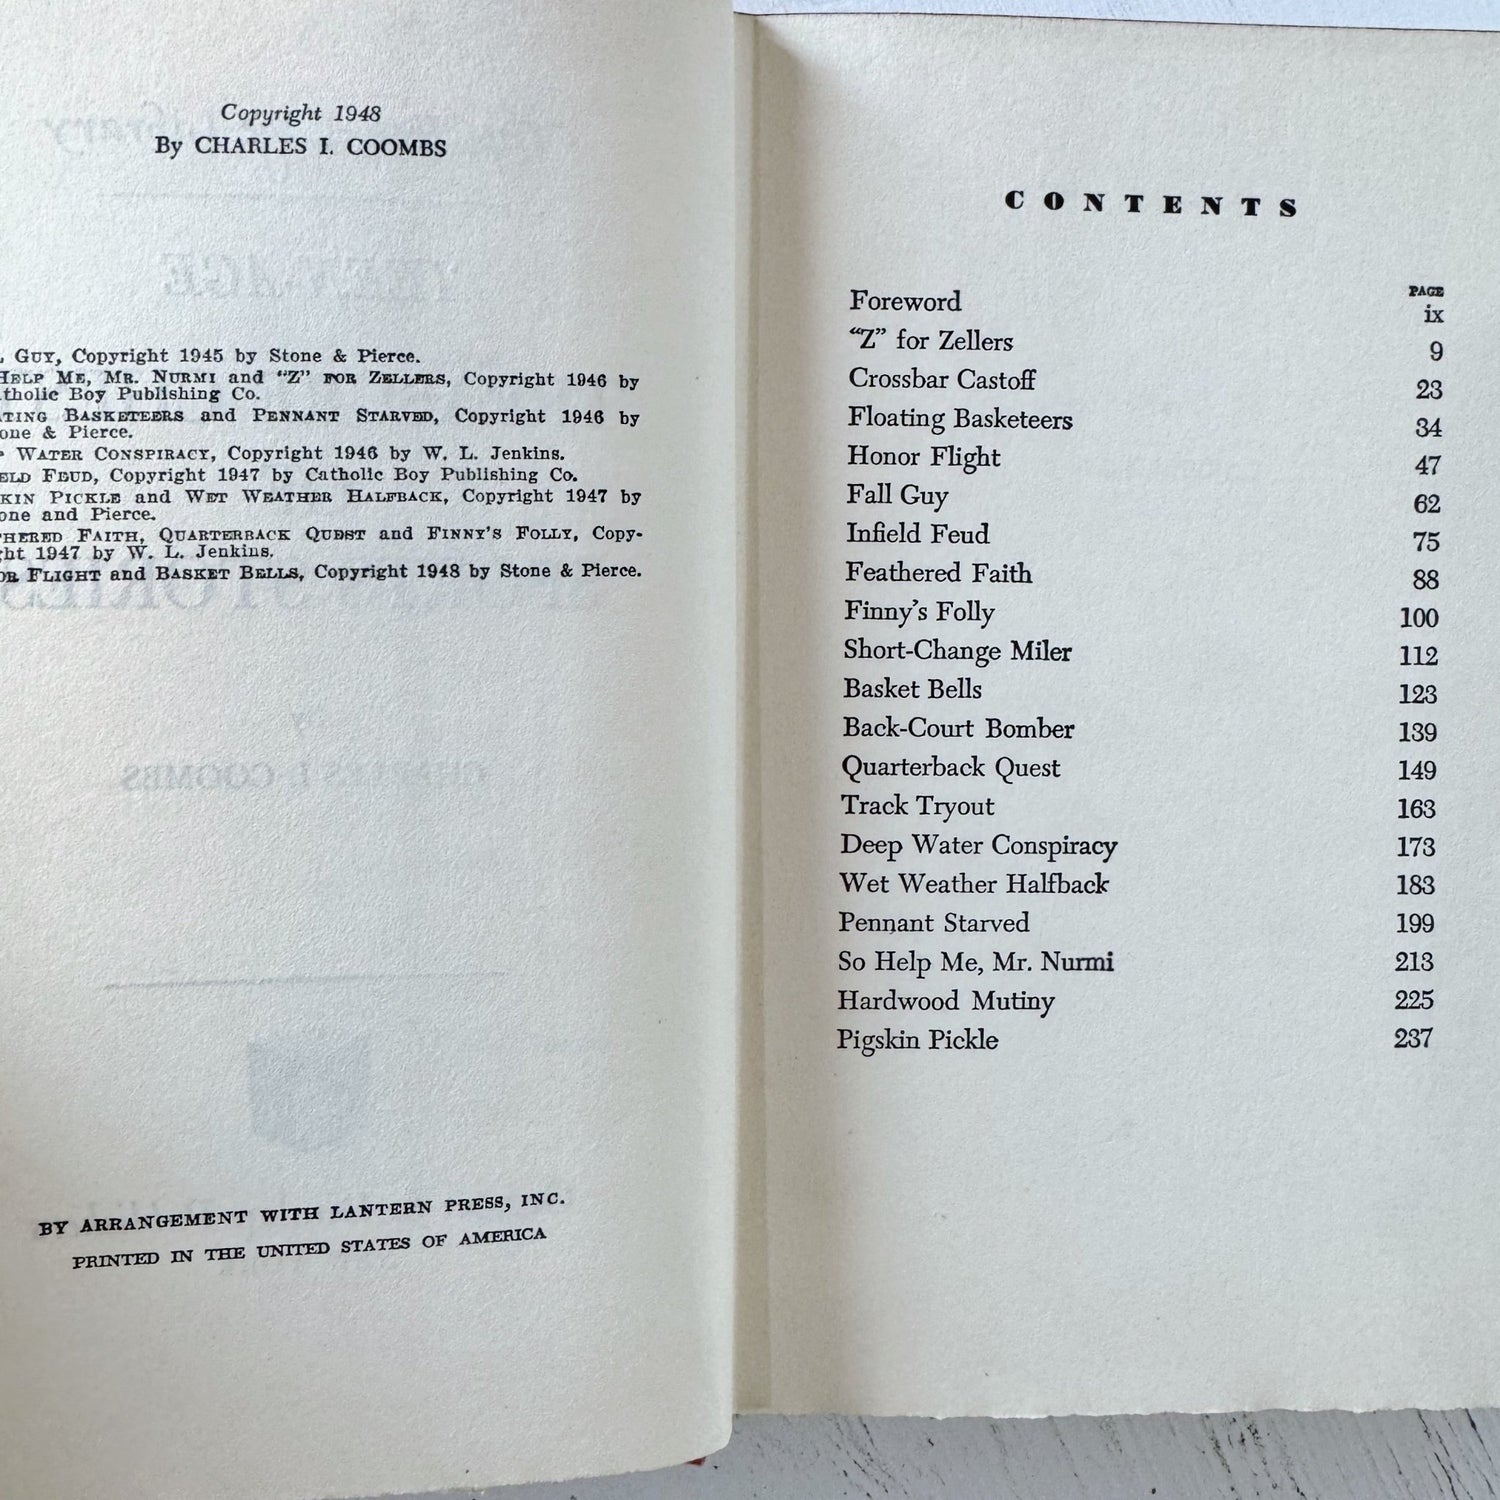 Copyright 1948
By CHARLES I. COOMBS
GUY, Copyright 1945 by Stone & Pierce.
HELP ME, MR. NURMI and “Z” FOR ZELLERS, Copyright 1946 by
tholic Boy Publishing Co.
TING BASKETEERS and PENNANT STARVED, Copyright 1946 by
one & Pierce.
WATER CONSPIRACY, Copyright 1946 by W. L. Jenkins.
ELD FEUD, Copyright 1947 by Catholic Boy Publishing Co.
KIN PICKLE and WET WEATHER HALFBACK, Copyright 1947 by
one and Pierce.
HERED FAITH, QUARTERBACK QUEST and FINNY’S FOLLY, Copy-
ght 1947 by W. L. Jenkins.
OR FLIGHT and BASKET BELLS, Copyright 1948 by Stone & Pierce.
BY ARRANGEMENT WITH LANTERN PRESS, INC.
PRINTED IN THE UNITED STATES OF AMERICA
CONTENTS
PAGE
Foreword ix
“Z” for Zellers 9
Crossbar Castoff 23
Floating Basketeers 34
Honor Flight 47
Fall Guy 62
Infield Feud 75
Feathered Faith 88
Finny’s Folly 100
Short-Change Miler 112
Basket Bells 123
Back-Court Bomber 139
Quarterback Quest 149
Track Tryout 163
Deep Water Conspiracy 173
Wet Weather Halfback 183
Pennant Starved 199
So Help Me, Mr. Nurmi 213
Hardwood Mutiny 225
Pigskin Pickle 237